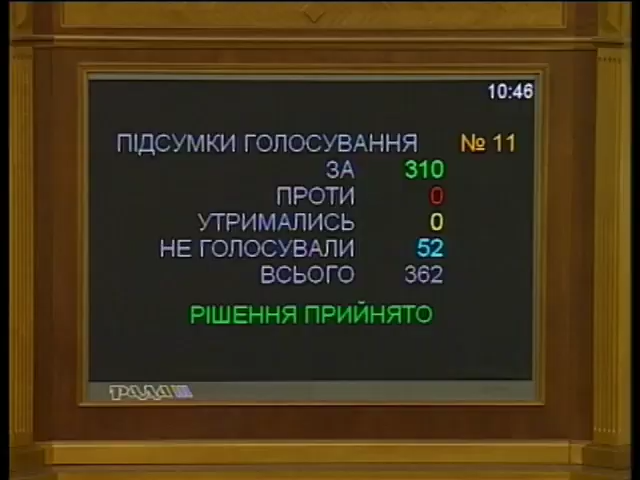 10:46
ПІДСУМКИ ГОЛОСУВАННЯ № 11
ЗА 310
ПРОТИ 0
УТРИМАЛИСЬ 0
НЕ ГОЛОСУВАЛИ 52
ВСЬОГО 362
РІШЕННЯ ПРИЙНЯТО
РАДА